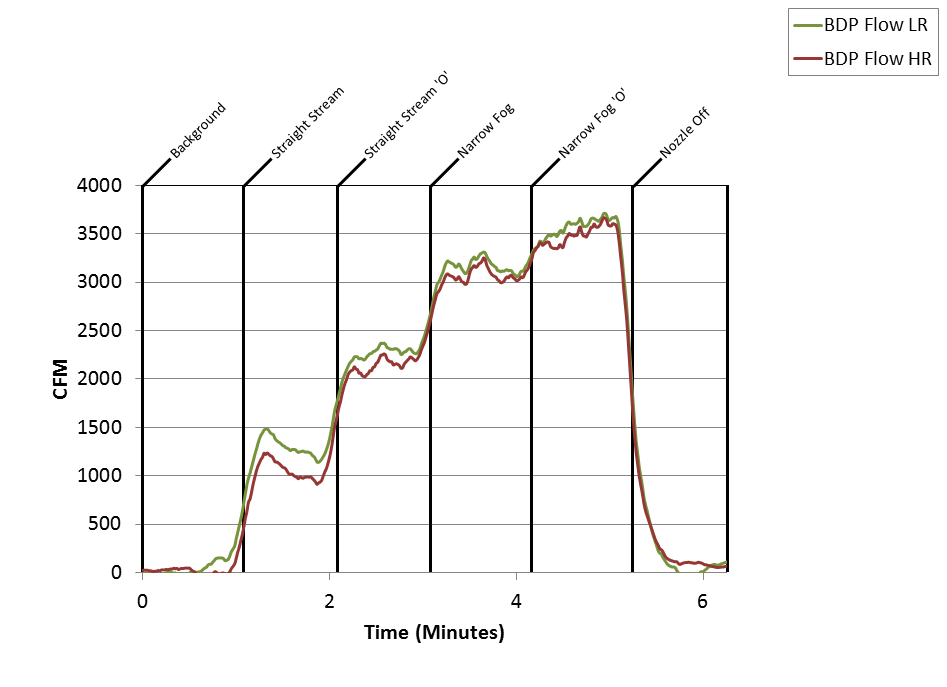 BDP Flow LR
BDP Flow HR
Background
Straight Stream
Straight Stream 'O'
Narrow Fog
Narrow Fog 'O'
Nozzle Off
4000
3500
3000
2500
2000
1500
1000
500
0
CFM
0 2 4 6
Time (Minutes)